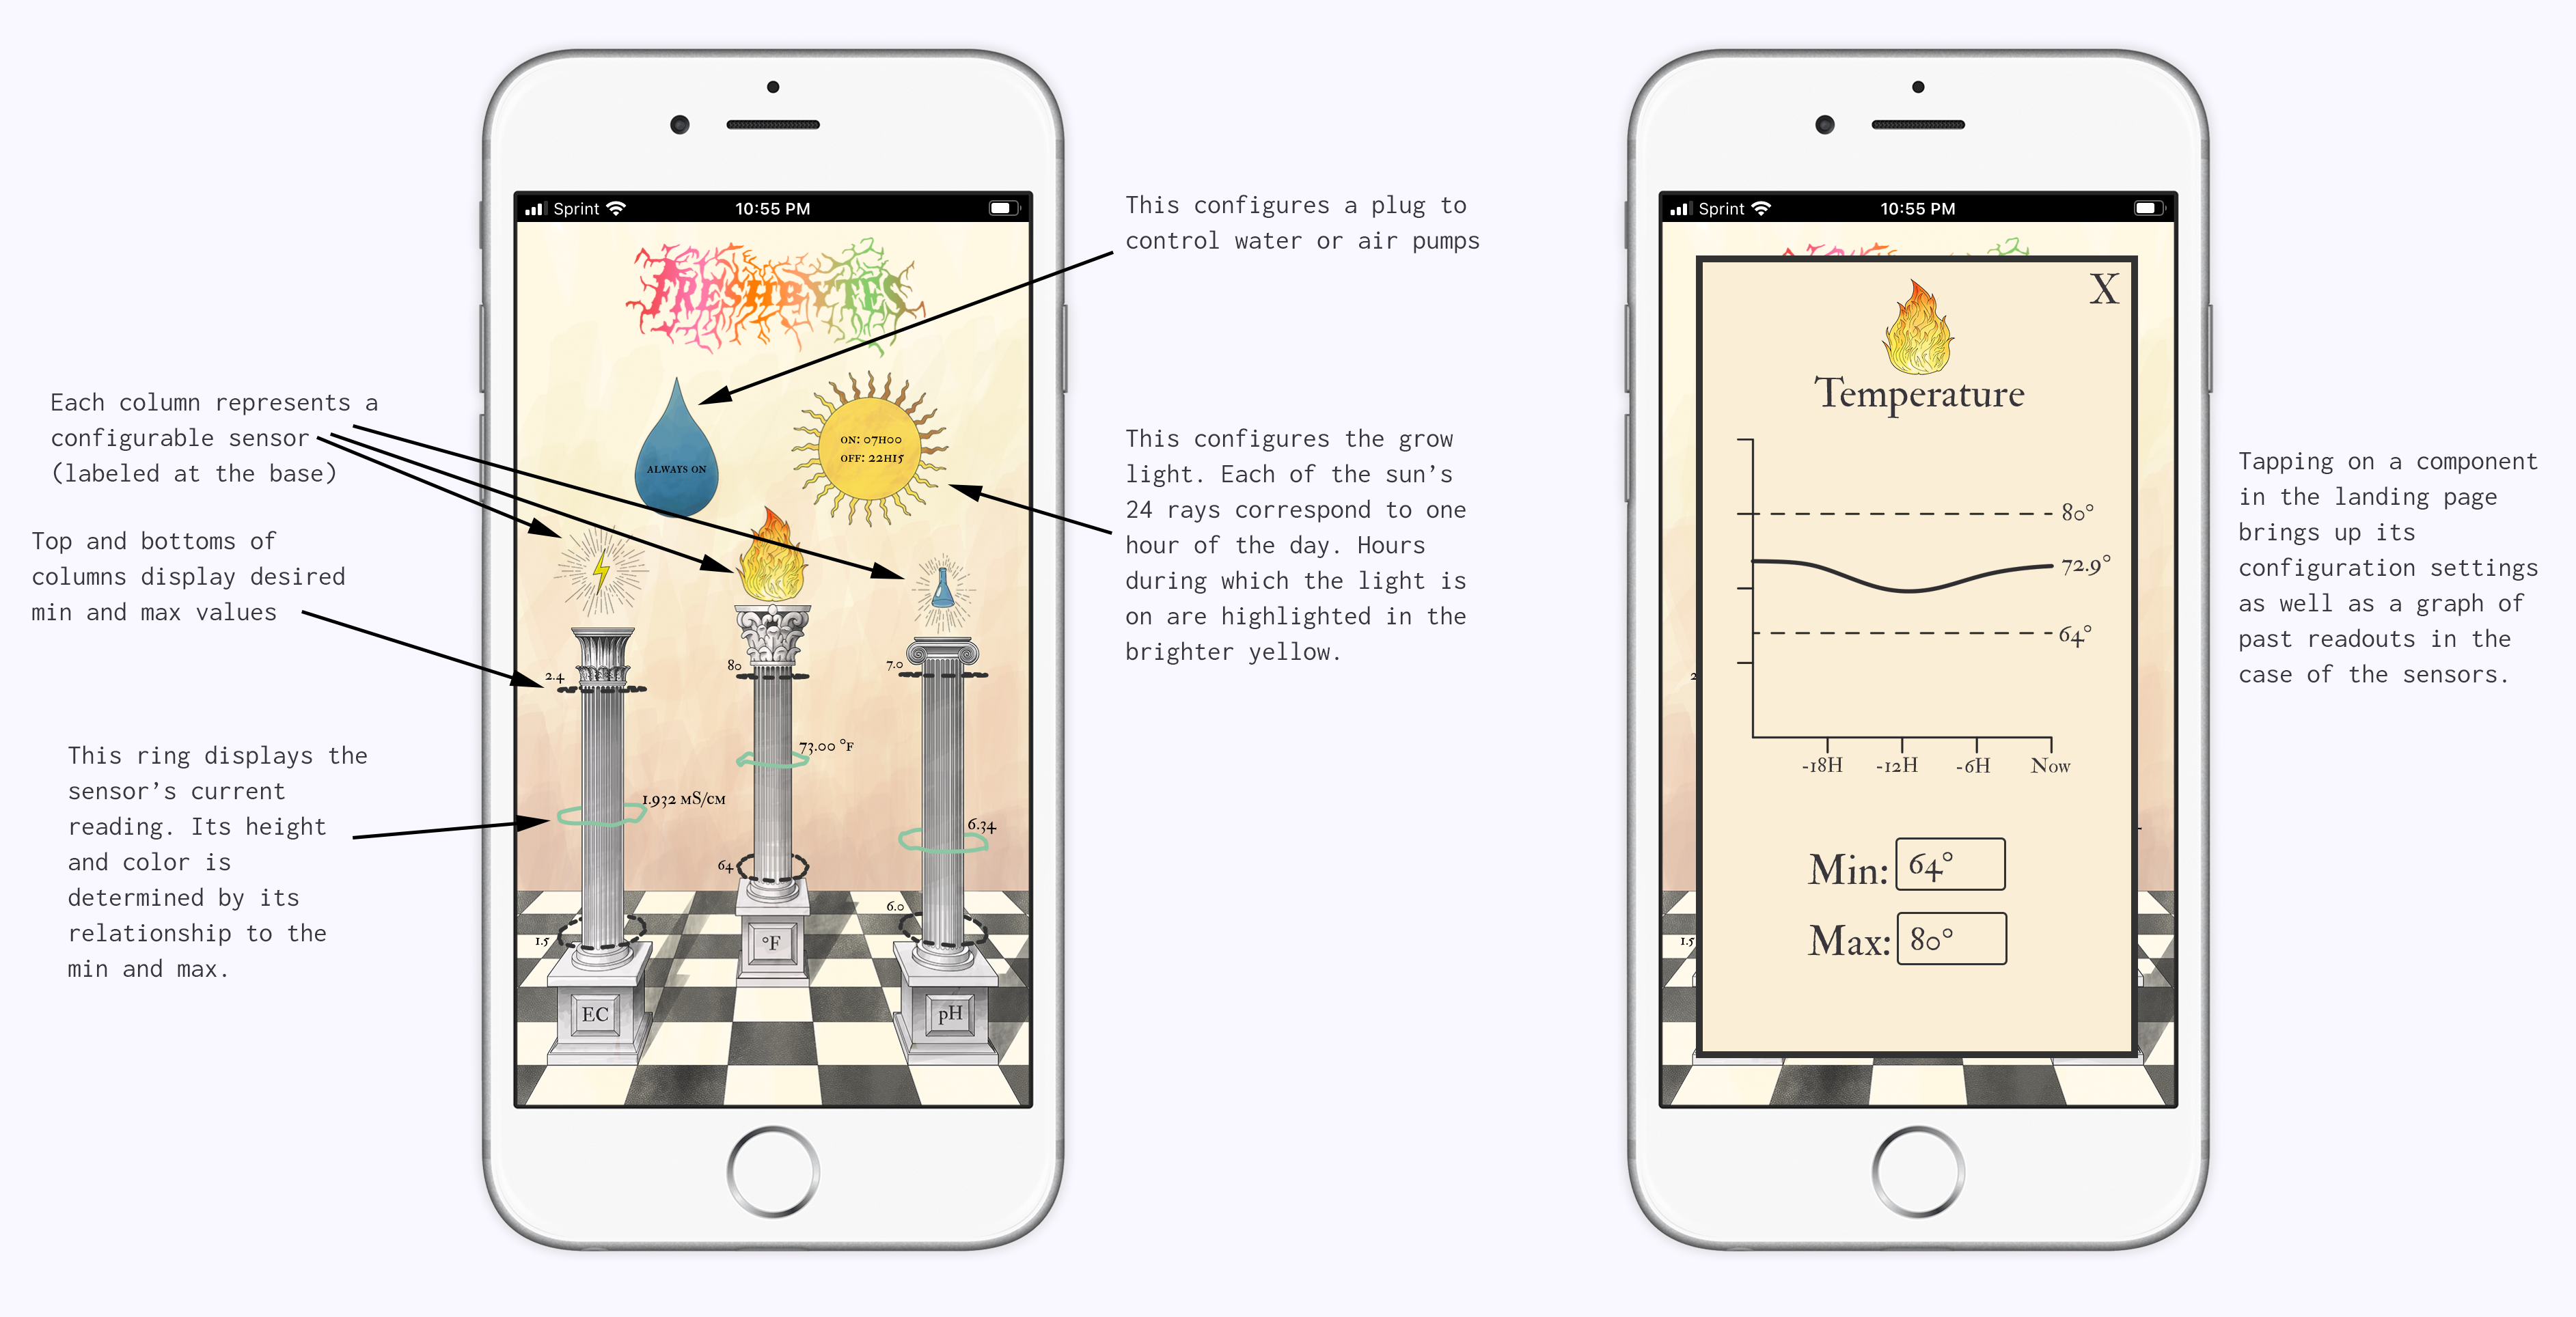 Each column represents a
configurable sensor
(labeled at the base)
Top and bottoms of
columns display desired
min and max values
This ring displays the
sensor's current
reading. Its height
and color is
determined by its
relationship to the
min and max.
Sprint 10:55 PM
FRESHBYTES
ALWAYS ON
ON: 07H00
OFF: 22H15
2.4
80
7.0
73.00 °F
1.932 mS/cm
6.34
64
6.0
1.5
°F
EC
pH
This configures a plug to
control water or air pumps
This configures the grow
light. Each of the sun's
24 rays correspond to one
hour of the day. Hours
during which the light is
on are highlighted in the
brighter yellow.
Sprint 10:55 PM
X
Temperature
80°
72.9°
64°
-18H -12H -6H Now
Min: 64°
Max: 80°
2
1.5
Tapping on a component
in the landing page
brings up its
configuration settings
as well as a graph of
past readouts in the
case of the sensors.